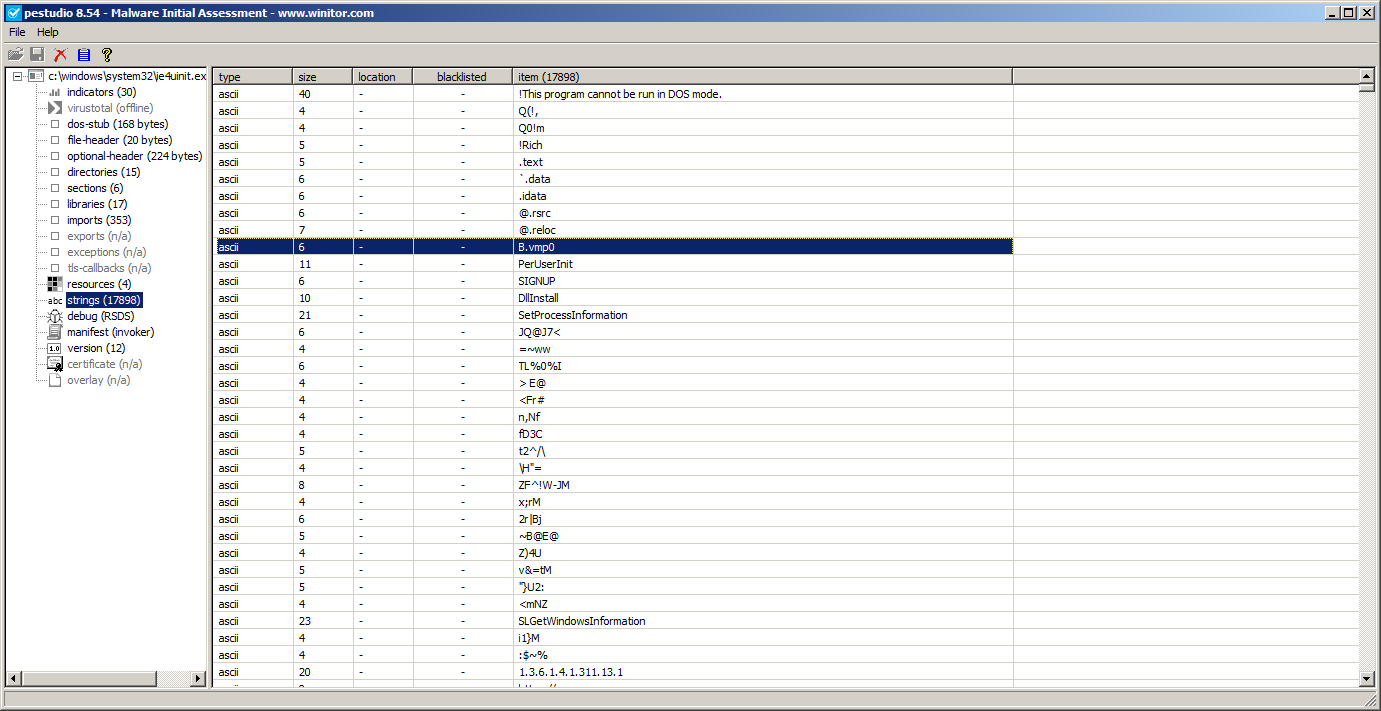 pestudio 8.54 - Malware Initial Assessment - www.winitor.com
File Help
c:\windows\system32\ie4uinit.ex
indicators (30)
virustotal (offline)
dos-stub (168 bytes)
file-header (20 bytes)
optional-header (224 bytes)
directories (15)
sections (6)
libraries (17)
imports (353)
exports (n/a)
exceptions (n/a)
tls-callbacks (n/a)
resources (4)
abc strings (17898)
debug (RSDS)
manifest (invoker)
1.0 version (12)
certificate (n/a)
overlay (n/a)
type size location blacklisted item (17898)
ascii 40 - - !This program cannot be run in DOS mode.
ascii 4 - - Q(!,
ascii 4 - - Q0!m
ascii 5 - - !Rich
ascii 5 - - .text
ascii 6 - - `.data
ascii 6 - - .idata
ascii 6 - - @.rsrc
ascii 7 - - @.reloc
ascii 6 - - B.vmp0
ascii 11 - - PerUserInit
ascii 6 - - SIGNUP
ascii 10 - - DllInstall
ascii 21 - - SetProcessInformation
ascii 6 - - JQ@J7<
ascii 4 - - =~ww
ascii 6 - - TL%0%I
ascii 4 - - > E@
ascii 4 - - <Fr#
ascii 4 - - n,Nf
ascii 4 - - fD3C
ascii 5 - - t2^/\
ascii 4 - - \H"=
ascii 8 - - ZF^!W-JM
ascii 4 - - x;rM
ascii 6 - - 2r|Bj
ascii 5 - - ~B@E@
ascii 4 - - Z)4U
ascii 5 - - v&=tM
ascii 5 - - "}U2:
ascii 4 - - <mNZ
ascii 23 - - SLGetWindowsInformation
ascii 4 - - i1}M
ascii 4 - - :$~%
ascii 20 - - 1.3.6.1.4.1.311.13.1